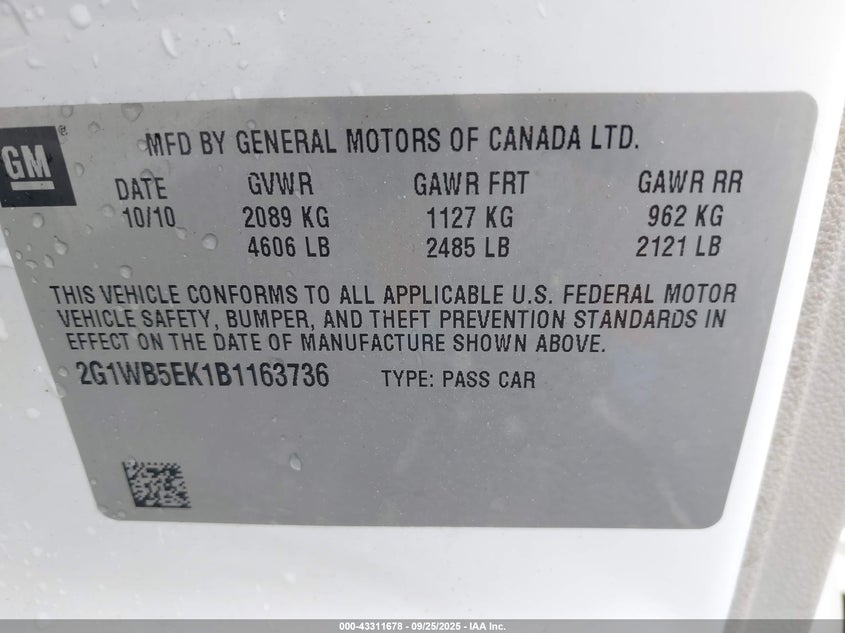 GM®
MFD BY GENERAL MOTORS OF CANADA LTD.
DATE GVWR GAWR FRT GAWR RR
10/10 2089 KG 1127 KG 962 KG
4606 LB 2485 LB 2121 LB
THIS VEHICLE CONFORMS TO ALL APPLICABLE U.S. FEDERAL MOTOR
VEHICLE SAFETY, BUMPER, AND THEFT PREVENTION STANDARDS IN
EFFECT ON THE DATE OF MANUFACTURE SHOWN ABOVE.
2G1WB5EK1B1163736 TYPE: PASS CAR
000-43311678 - 09/25/2025 - IAA Inc.